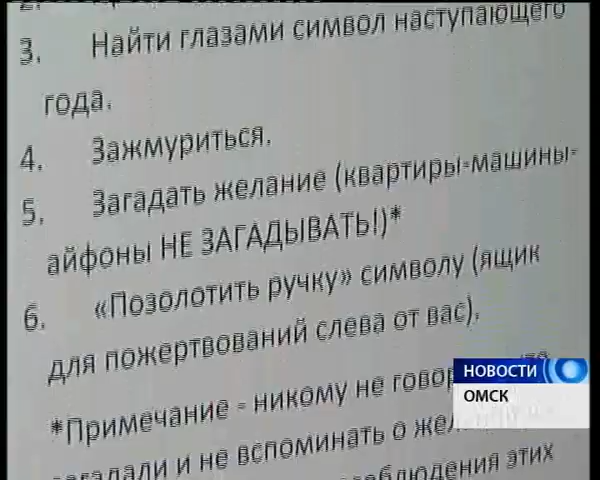 3. Найти глазами символ наступающего
года.
4. Зажмуриться.
5. Загадать желание (квартиры-машины-
айфоны НЕ ЗАГАДЫВАТЬ!)*
6. «Позолотить ручку» символу (ящик
для пожертвований слева от вас).
*Примечание - никому не
загадали и не вспоминать о
этих
НОВОСТИ
ОМСК